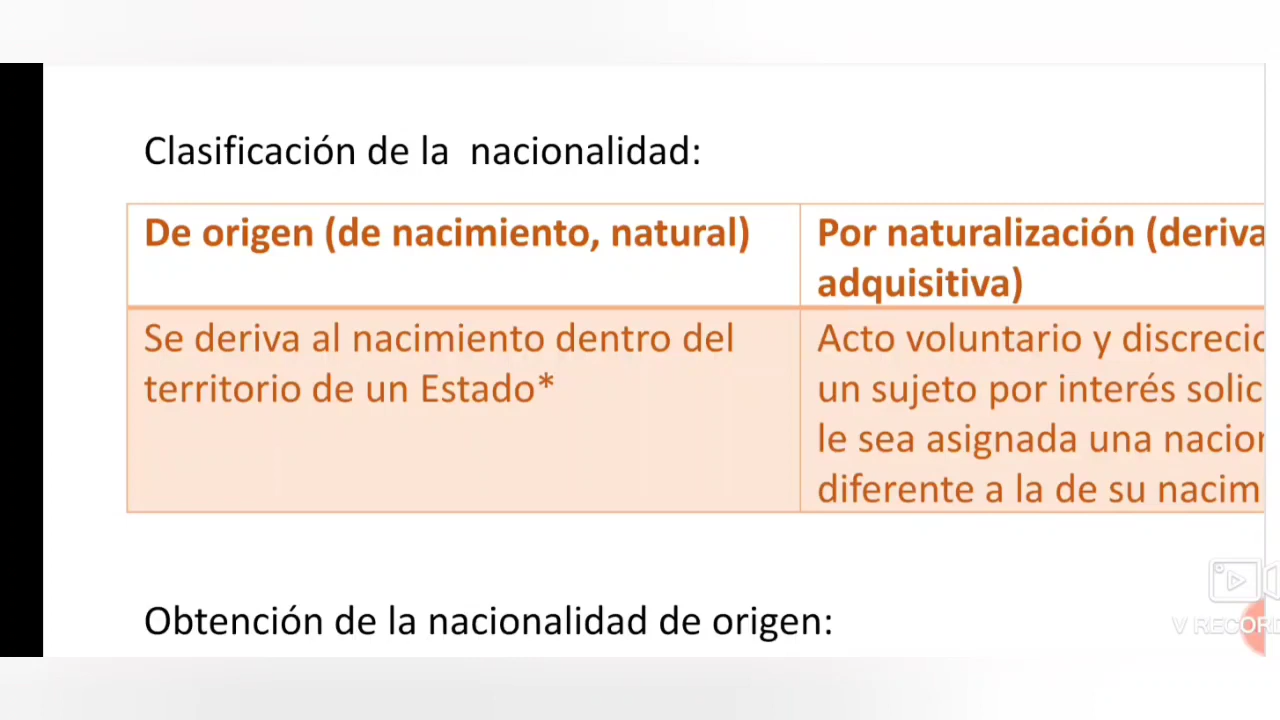 Clasificación de la nacionalidad:
De origen (de nacimiento, natural)
Por naturalización (deriva
adquisitiva)
Se deriva al nacimiento dentro del
territorio de un Estado*
Acto voluntario y discrecio
un sujeto por interés solic
le sea asignada una nacion
diferente a la de su nacim
Obtención de la nacionalidad de origen:
V RECORD